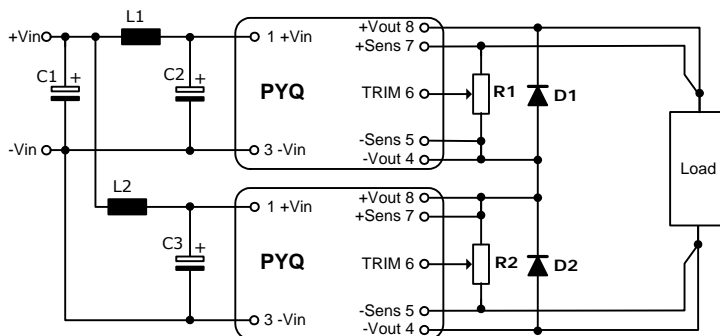 L1
+Vin
C1
+
C2
+
-Vin
1 +Vin
PYQ
3 -Vin
+Vout 8
+Sens 7
TRIM 6
-Sens 5
-Vout 4
R1
D1
Load
L2
C3
+
1 +Vin
PYQ
3 -Vin
+Vout 8
+Sens 7
TRIM 6
-Sens 5
-Vout 4
R2
D2